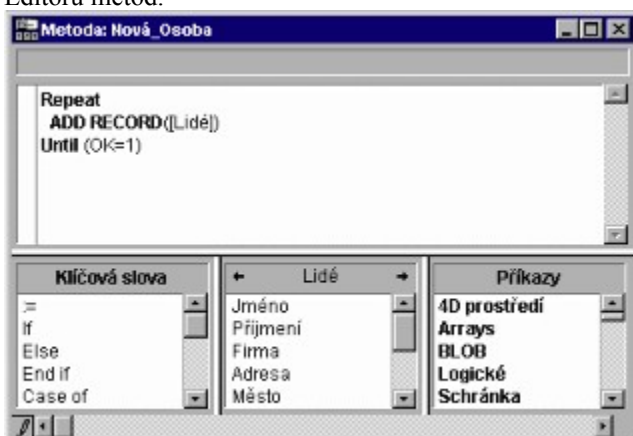 Editoru metod.
Metoda: Nová_Osoba
Repeat
ADD RECORD([Lidé])
Until (OK=1)
Klíčová slova
:=
If
Else
End if
Case of
Lidé
Jméno
Příjmení
Firma
Adresa
Město
Příkazy
4D prostředí
Arrays
BLOB
Logické
Schránka